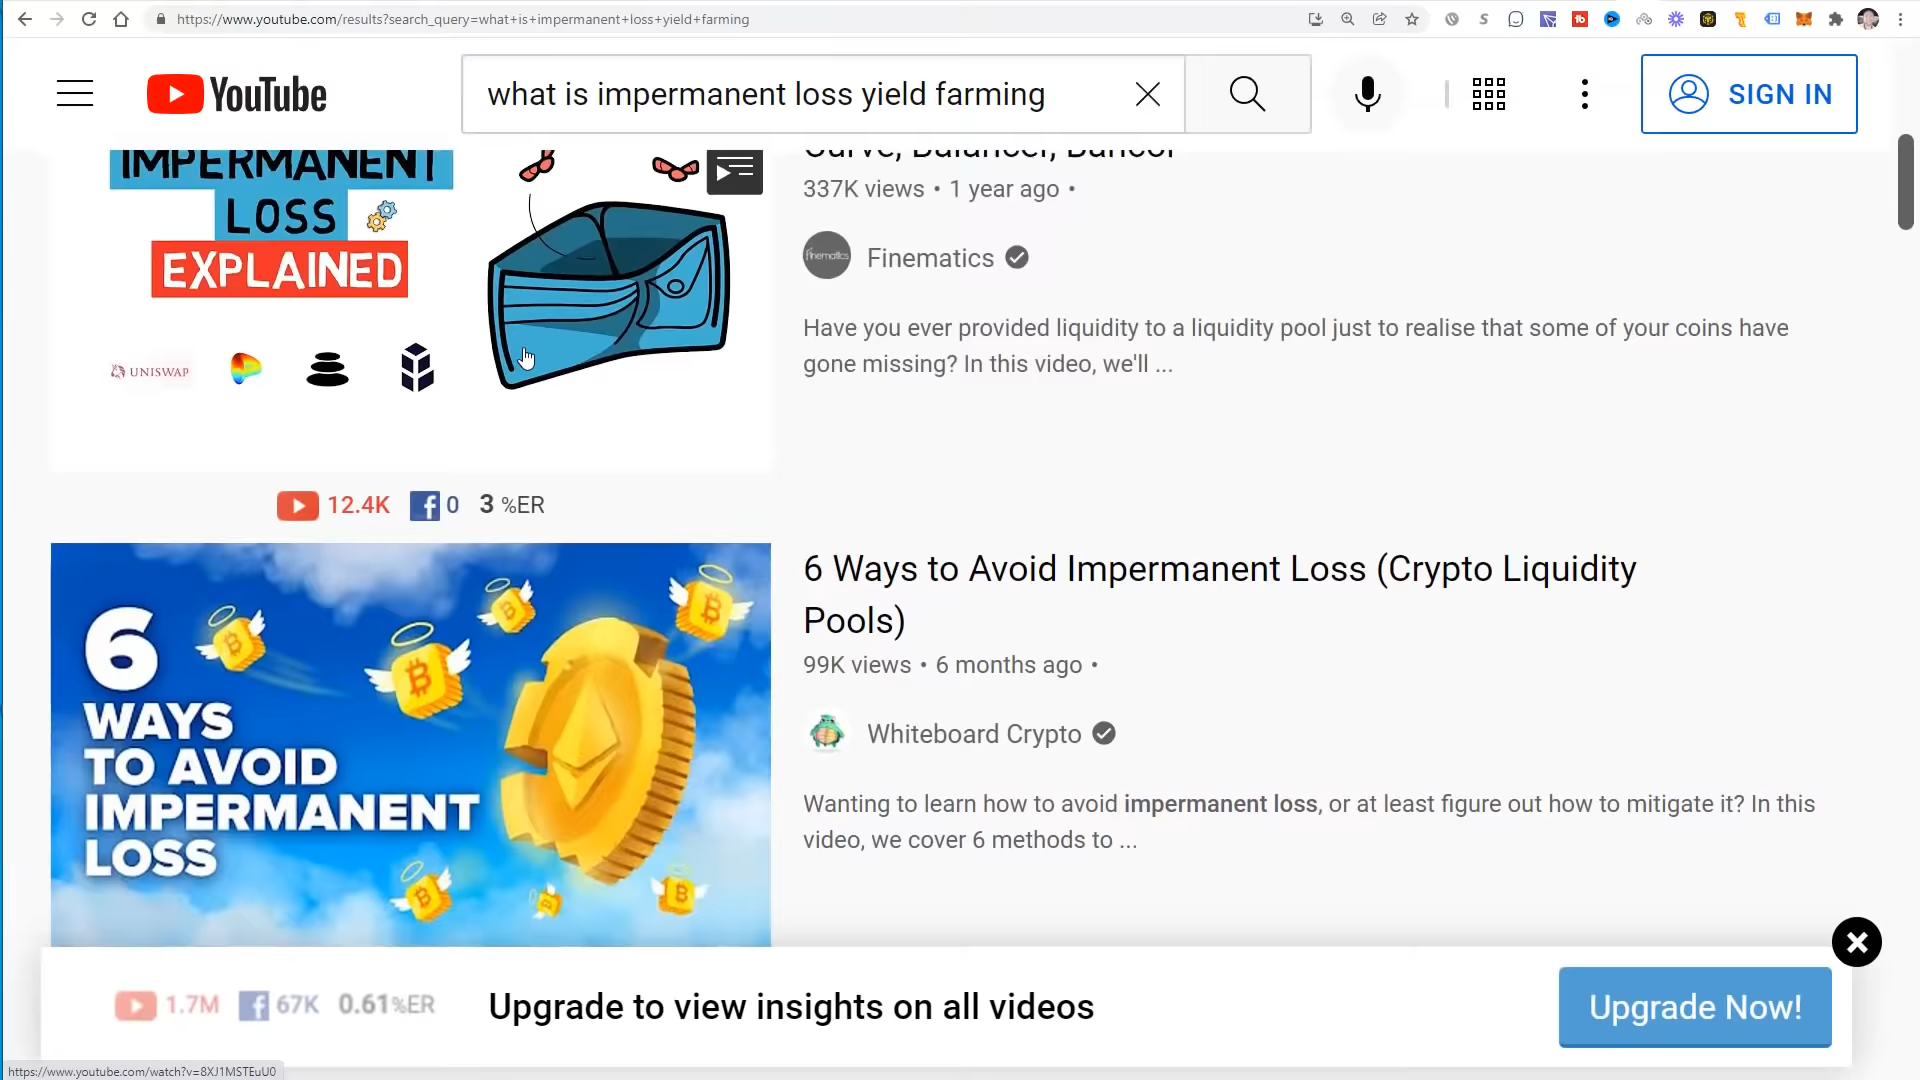 https://www.youtube.com/results?search_query=what+is+impermanent+loss+yield+farming
YouTube
what is impermanent loss yield farming
SIGN IN
IMPERMANENT
LOSS
EXPLAINED
UNISWAP
Curve, Balancer, Bancor
337K views • 1 year ago •
Finematics
Finematics
Have you ever provided liquidity to a liquidity pool just to realise that some of your coins have
gone missing? In this video, we'll ...
12.4K 0 3 %ER
6
WAYS
TO AVOID
IMPERMANENT
LOSS
6 Ways to Avoid Impermanent Loss (Crypto Liquidity
Pools)
99K views • 6 months ago •
Whiteboard Crypto
Wanting to learn how to avoid impermanent loss, or at least figure out how to mitigate it? In this
video, we cover 6 methods to ...
1.7M 67K 0.61%ER
Upgrade to view insights on all videos
Upgrade Now!
https://www.youtube.com/watch?v=8XJ1MSTEuU0